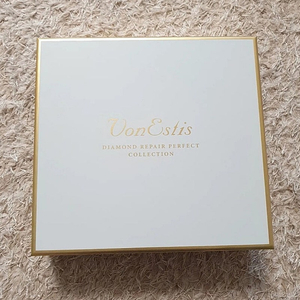 VonEstis
DIAMOND REPAIR PERFECT
COLLECTION